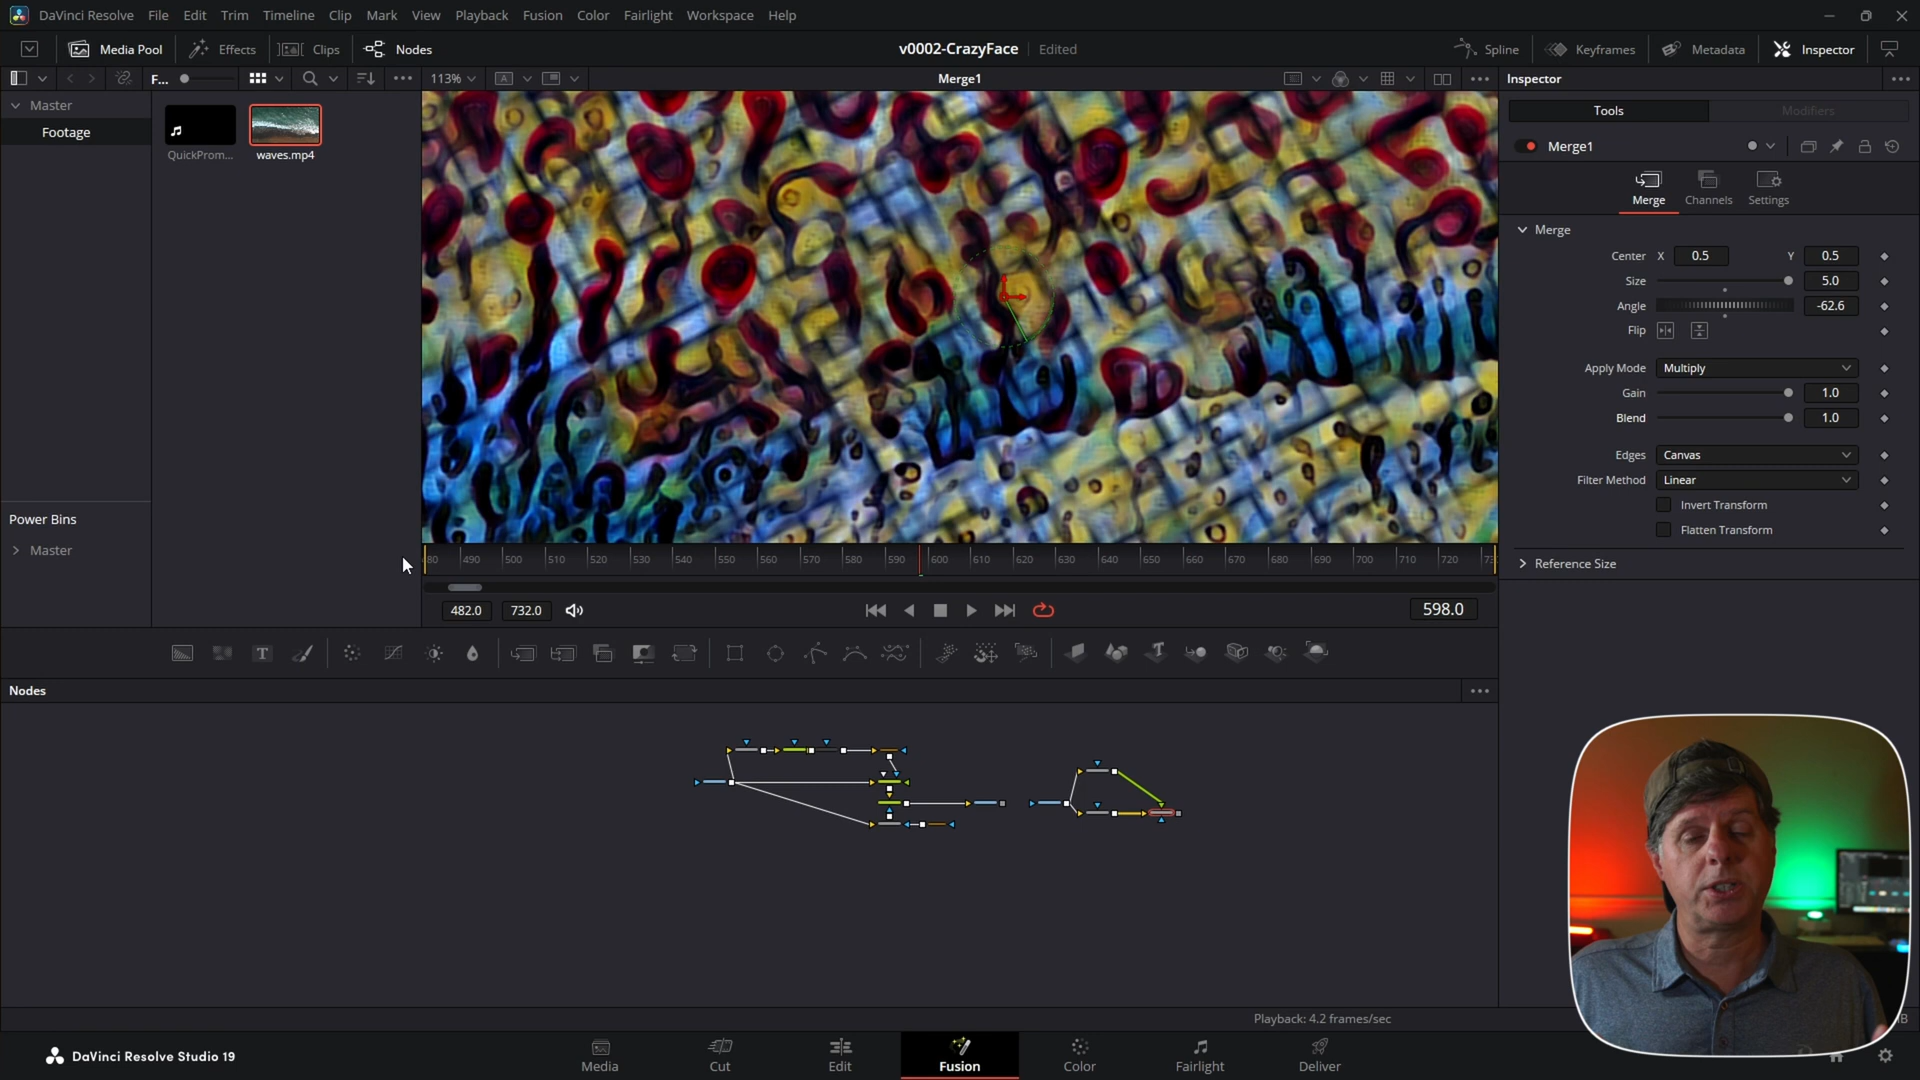 DaVinci Resolve File Edit Trim Timeline Clip Mark View Playback Fusion Color Fairlight Workspace Help
Media Pool Effects Clips Nodes v0002-CrazyFace Edited Spline Keyframes Metadata Inspector
F... 113% A Merge1 Inspector
Master
Footage
QuickProm... waves.mp4
Power Bins
Master
Tools Modifiers
Merge1
Merge Channels Settings
Merge
Center X 0.5 Y 0.5
Size 5.0
Angle -62.6
Flip
Apply Mode Multiply
Gain 1.0
Blend 1.0
Edges Canvas
Filter Method Linear
Invert Transform
Flatten Transform
Reference Size
80 490 500 510 520 530 540 550 560 570 580 590 600 610 620 630 640 650 660 670 680 690 700 710 720 73
482.0 732.0 598.0
T T
Nodes
Playback: 4.2 frames/sec
DaVinci Resolve Studio 19
Media Cut Edit Fusion Color Fairlight Deliver